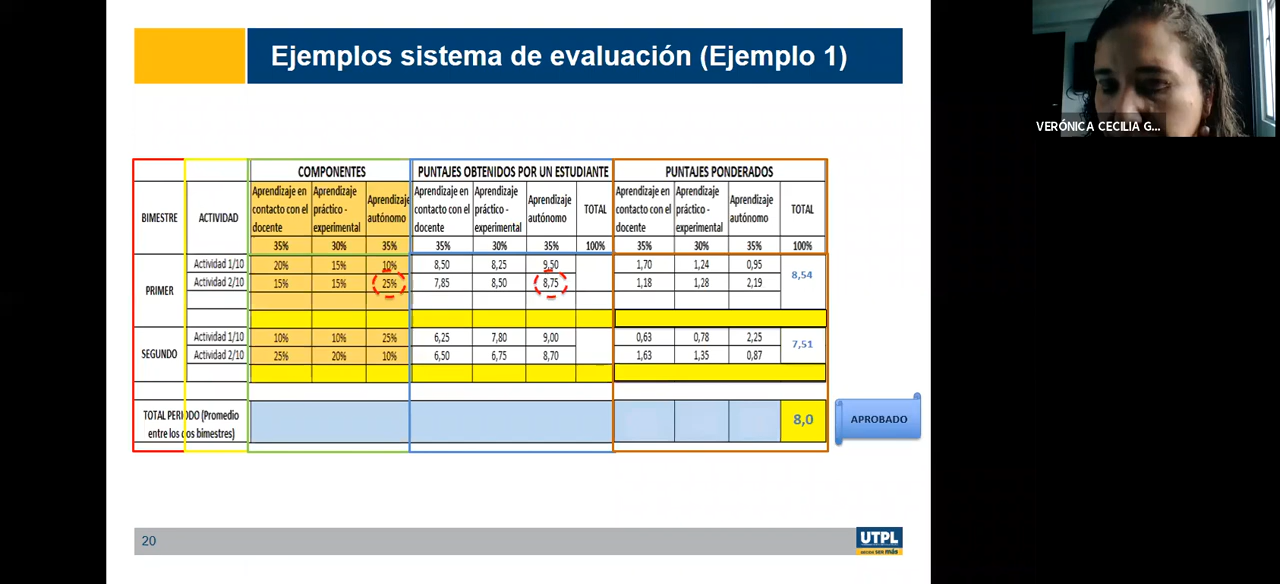 Ejemplos sistema de evaluación (Ejemplo 1)
VERÓNICA CECILIA G...
COMPONENTES PUNTAJES OBTENIDOS POR UN ESTUDIANTE PUNTAJES PONDERADOS
BIMESTRE ACTIVIDAD Aprendizaje en contacto con el docente Aprendizaje práctico - experimental Aprendizaje autónomo Aprendizaje en contacto con el docente Aprendizaje práctico - experimental Aprendizaje autónomo TOTAL Aprendizaje en contacto con el docente Aprendizaje práctico - experimental Aprendizaje autónomo TOTAL
35% 30% 35% 35% 30% 35% 100% 35% 30% 35% 100%
PRIMER
Actividad 1/10 20% 15% 10% 8,50 8,25 9,50 1,70 1,24 0,95
8,54
Actividad 2/10 15% 15% 25% 7,85 8,50 8,75 1,18 1,28 2,19
SEGUNDO
Actividad 1/10 10% 10% 25% 6,25 7,80 9,00 0,63 0,78 2,25
7,51
Actividad 2/10 25% 20% 10% 6,50 6,75 8,70 1,63 1,35 0,87
TOTAL PERIODO (Promedio
entre los dos bimestres)
8,0
APROBADO
20
UTPL